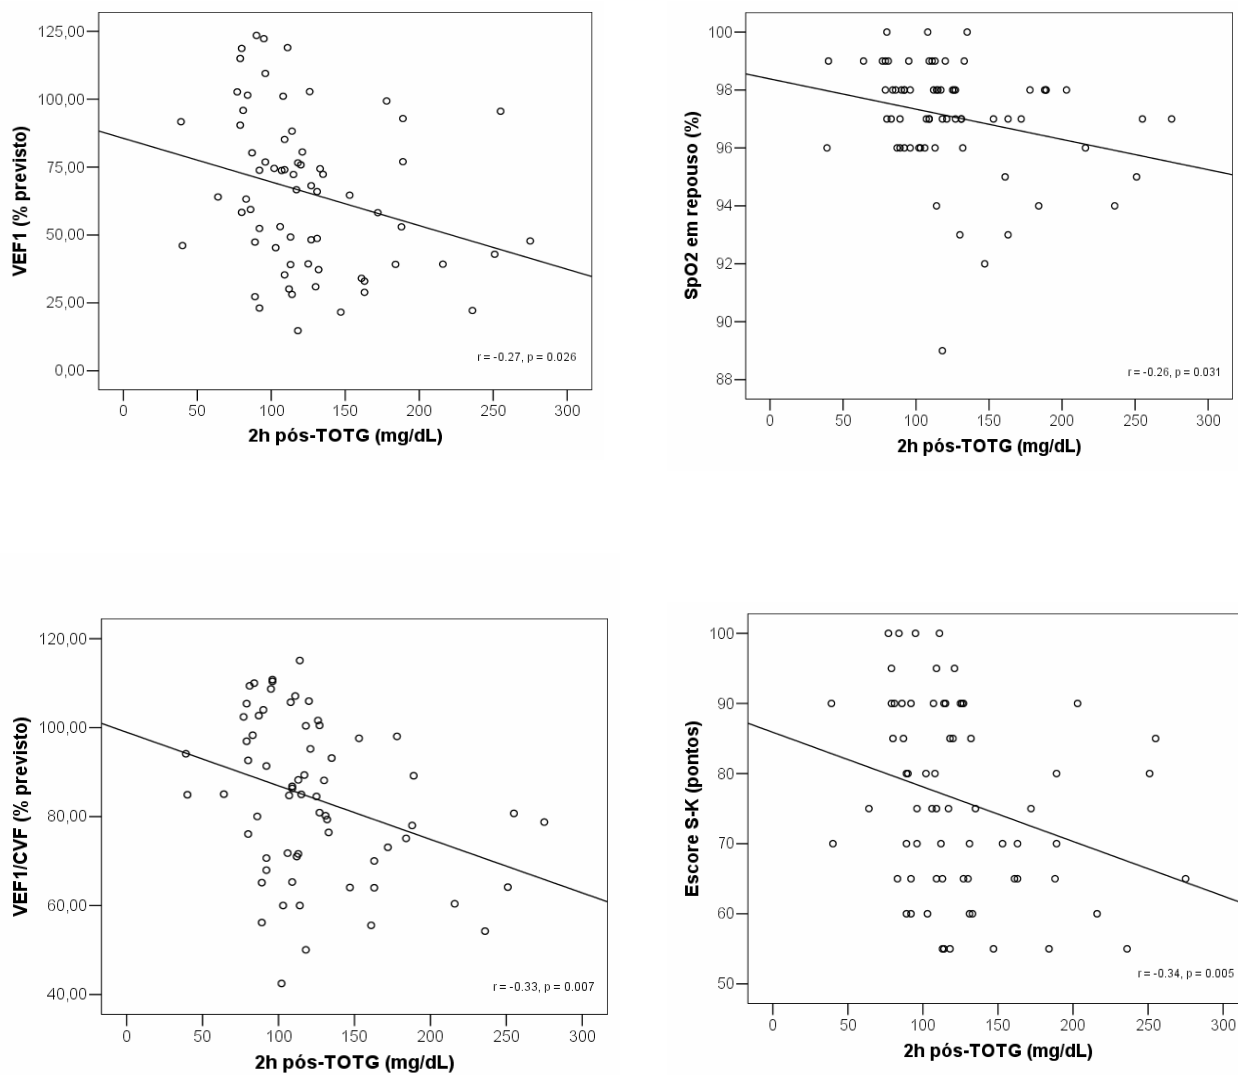 125,00
100,00
75,00
50,00
25,00
0,00
VEF1 (% previsto)
r = -0.27, p = 0.026
0 50 100 150 200 250 300
2h pós-TOTG (mg/dL)
100
98
96
94
92
90
88
SpO2 em repouso (%)
r = -0.26, p = 0.031
0 50 100 150 200 250 300
2h pós-TOTG (mg/dL)
120,00
100,00
80,00
60,00
40,00
VEF1/CVF (% previsto)
r = -0.33, p = 0.007
0 50 100 150 200 250 300
2h pós-TOTG (mg/dL)
100
90
80
70
60
50
Escore S-K (pontos)
r = -0.34, p = 0.005
0 50 100 150 200 250 300
2h pós-TOTG (mg/dL)